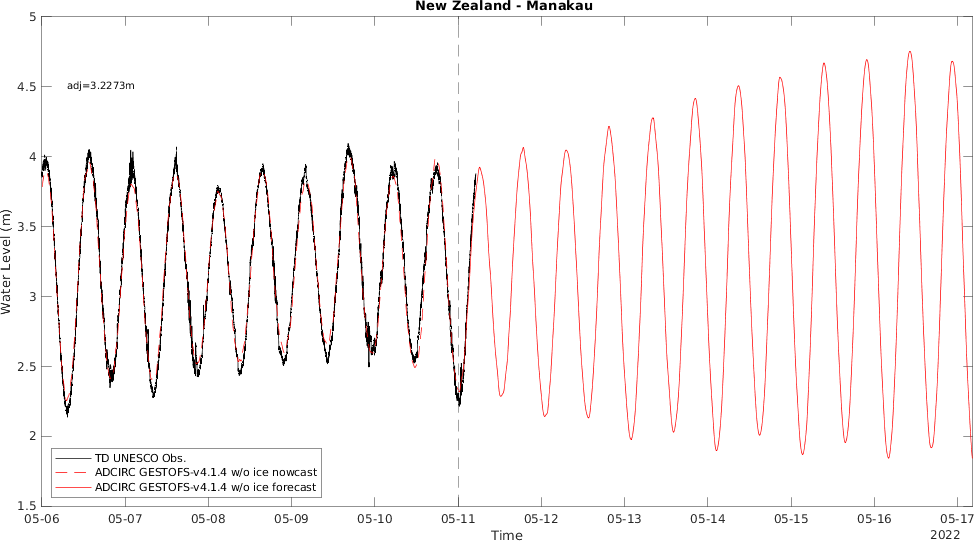 New Zealand - Manakau
5
4.5
4
3.5
3
2.5
2
1.5
Water Level (m)
adj=3.2273m
TD UNESCO Obs.
ADCIRC GESTOFS-v4.1.4 w/o ice nowcast
ADCIRC GESTOFS-v4.1.4 w/o ice forecast
05-06 05-07 05-08 05-09 05-10 05-11 05-12 05-13 05-14 05-15 05-16 05-17
Time
2022